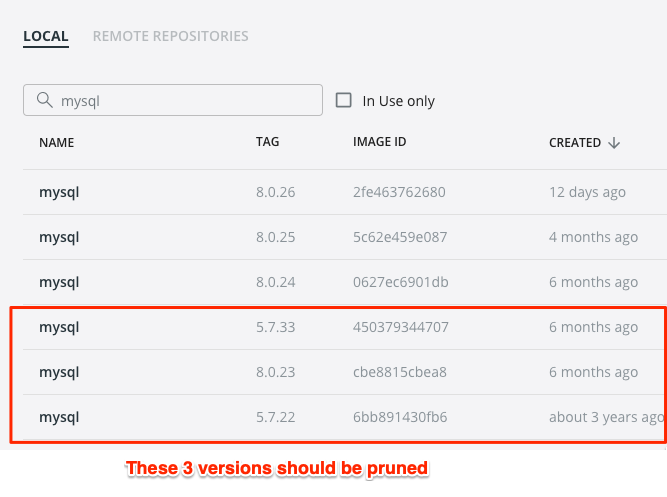 LOCAL REMOTE REPOSITORIES
mysql In Use only
NAME TAG IMAGE ID CREATED
mysql 8.0.26 2fe463762680 12 days ago
mysql 8.0.25 5c62e459e087 4 months ago
mysql 8.0.24 0627ec6901db 6 months ago
mysql 5.7.33 450379344707 6 months ago
mysql 8.0.23 cbe8815cbea8 6 months ago
mysql 5.7.22 6bb891430fb6 about 3 years ago
These 3 versions should be pruned